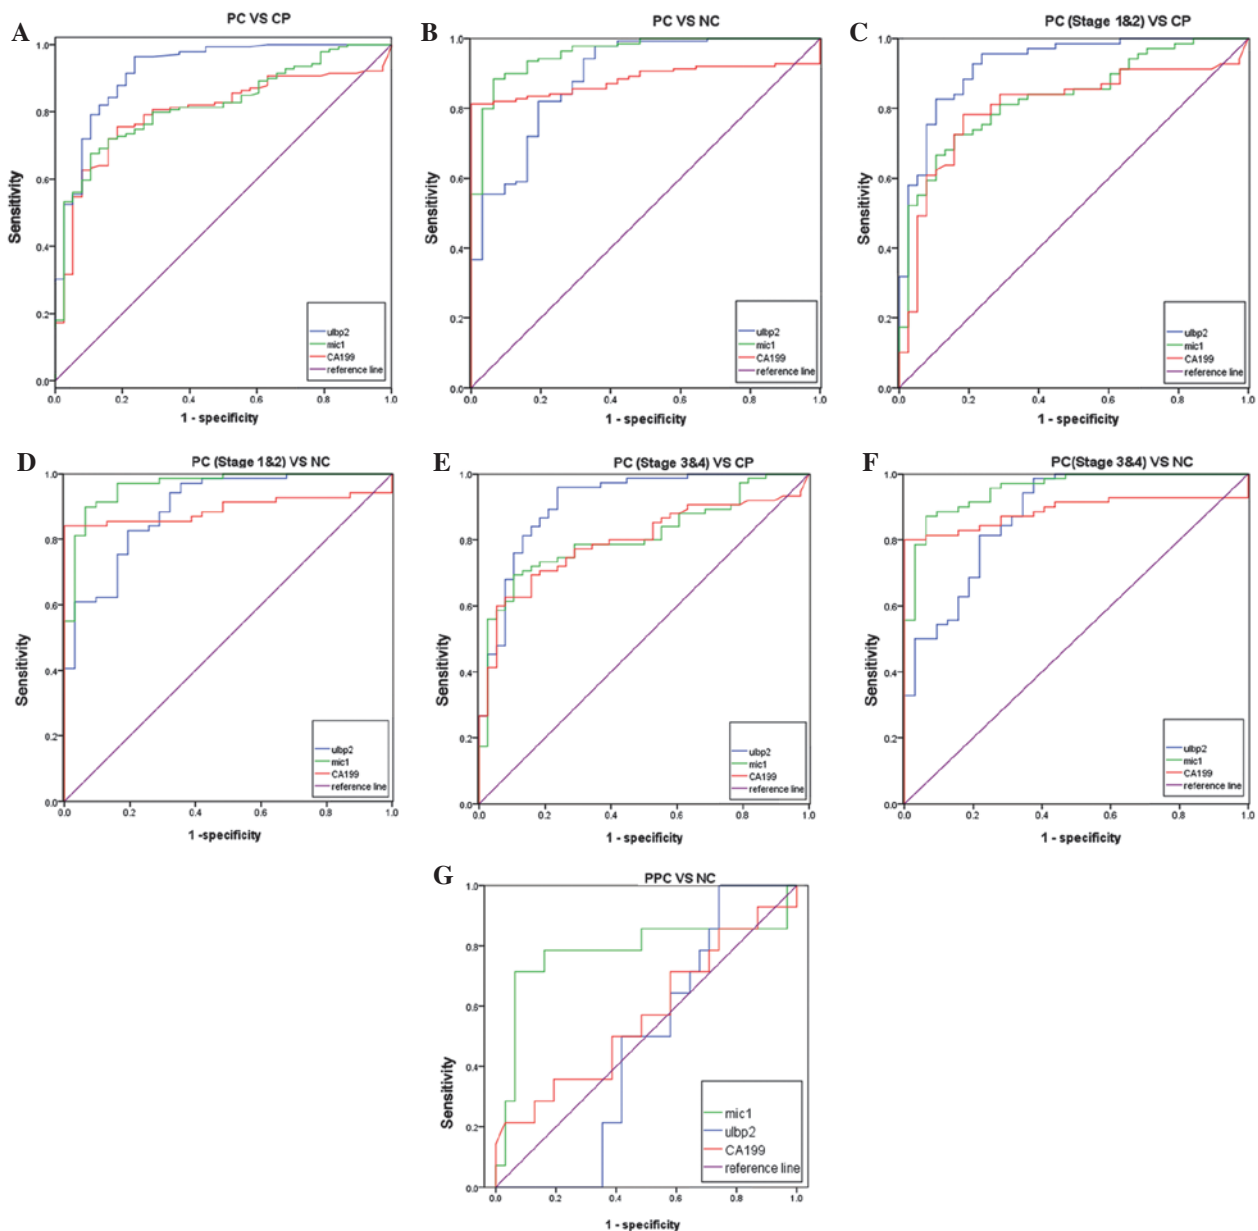 A
PC VS CP
Sensitivity
1.0
0.8
0.6
0.4
0.2
0.0
ulbp2
mic1
CA199
reference line
0.0 0.2 0.4 0.6 0.8 1.0
1 - specificity
B
PC VS NC
Sensitivity
1.0
0.8
0.6
0.4
0.2
0.0
ulbp2
mic1
CA199
reference line
0.0 0.2 0.4 0.6 0.8 1.0
1 - specificity
C
PC (Stage 1&2) VS CP
Sensitivity
1.0
0.8
0.6
0.4
0.2
0.0
ulbp2
mic1
CA199
reference line
0.0 0.2 0.4 0.6 0.8 1.0
1 - specificity
D
PC (Stage 1&2) VS NC
Sensitivity
1.0
0.8
0.6
0.4
0.2
0.0
ulbp2
mic1
CA199
reference line
0.0 0.2 0.4 0.6 0.8 1.0
1 -specificity
E
PC (Stage 3&4) VS CP
Sensitivity
1.0
0.8
0.6
0.4
0.2
0.0
ulbp2
mic1
CA199
reference line
0.0 0.2 0.4 0.6 0.8 1.0
1 - specificity
F
PC(Stage 3&4) VS NC
Sensitivity
1.0
0.8
0.6
0.4
0.2
0.0
ulbp2
mic1
CA199
reference line
0.0 0.2 0.4 0.6 0.8 1.0
1 - specificity
G
PPC VS NC
Sensitivity
1.0
0.8
0.6
0.4
0.2
0.0
mic1
ulbp2
CA199
reference line
0.0 0.2 0.4 0.6 0.8 1.0
1 - specificity